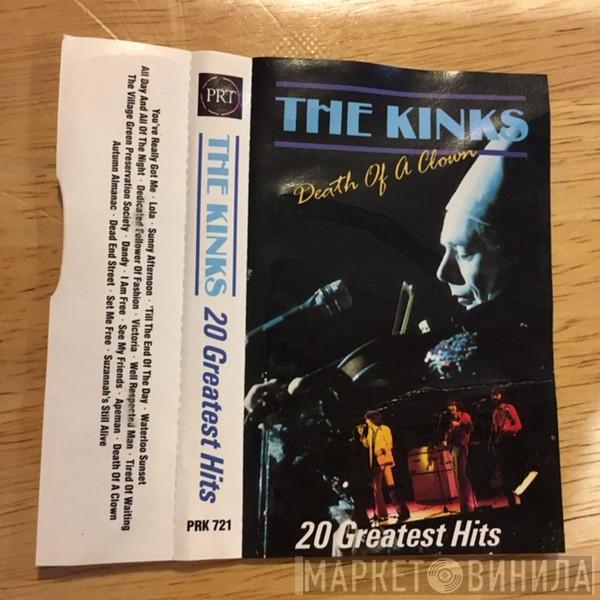 You've Really Got Me · Lola · Sunny Afternoon · 'Till The End Of The Day · Waterloo Sunset
All Day And All Of The Night · Dedicated Follower Of Fashion · Victoria · Well Respected Man · Tired Of Waiting
The Village Green Preservation Society · Dandy · I Am Free · See My Friends · Apeman · Death Of A Clown
Autumn Almanac · Dead End Street · Set Me Free · Suzannah's Still Alive
PRT
THE KINKS 20 Greatest Hits
PRK 721
THE KINKS
Death Of A Clown
20 Greatest Hits
МАРКЕТ ВИНИЛА